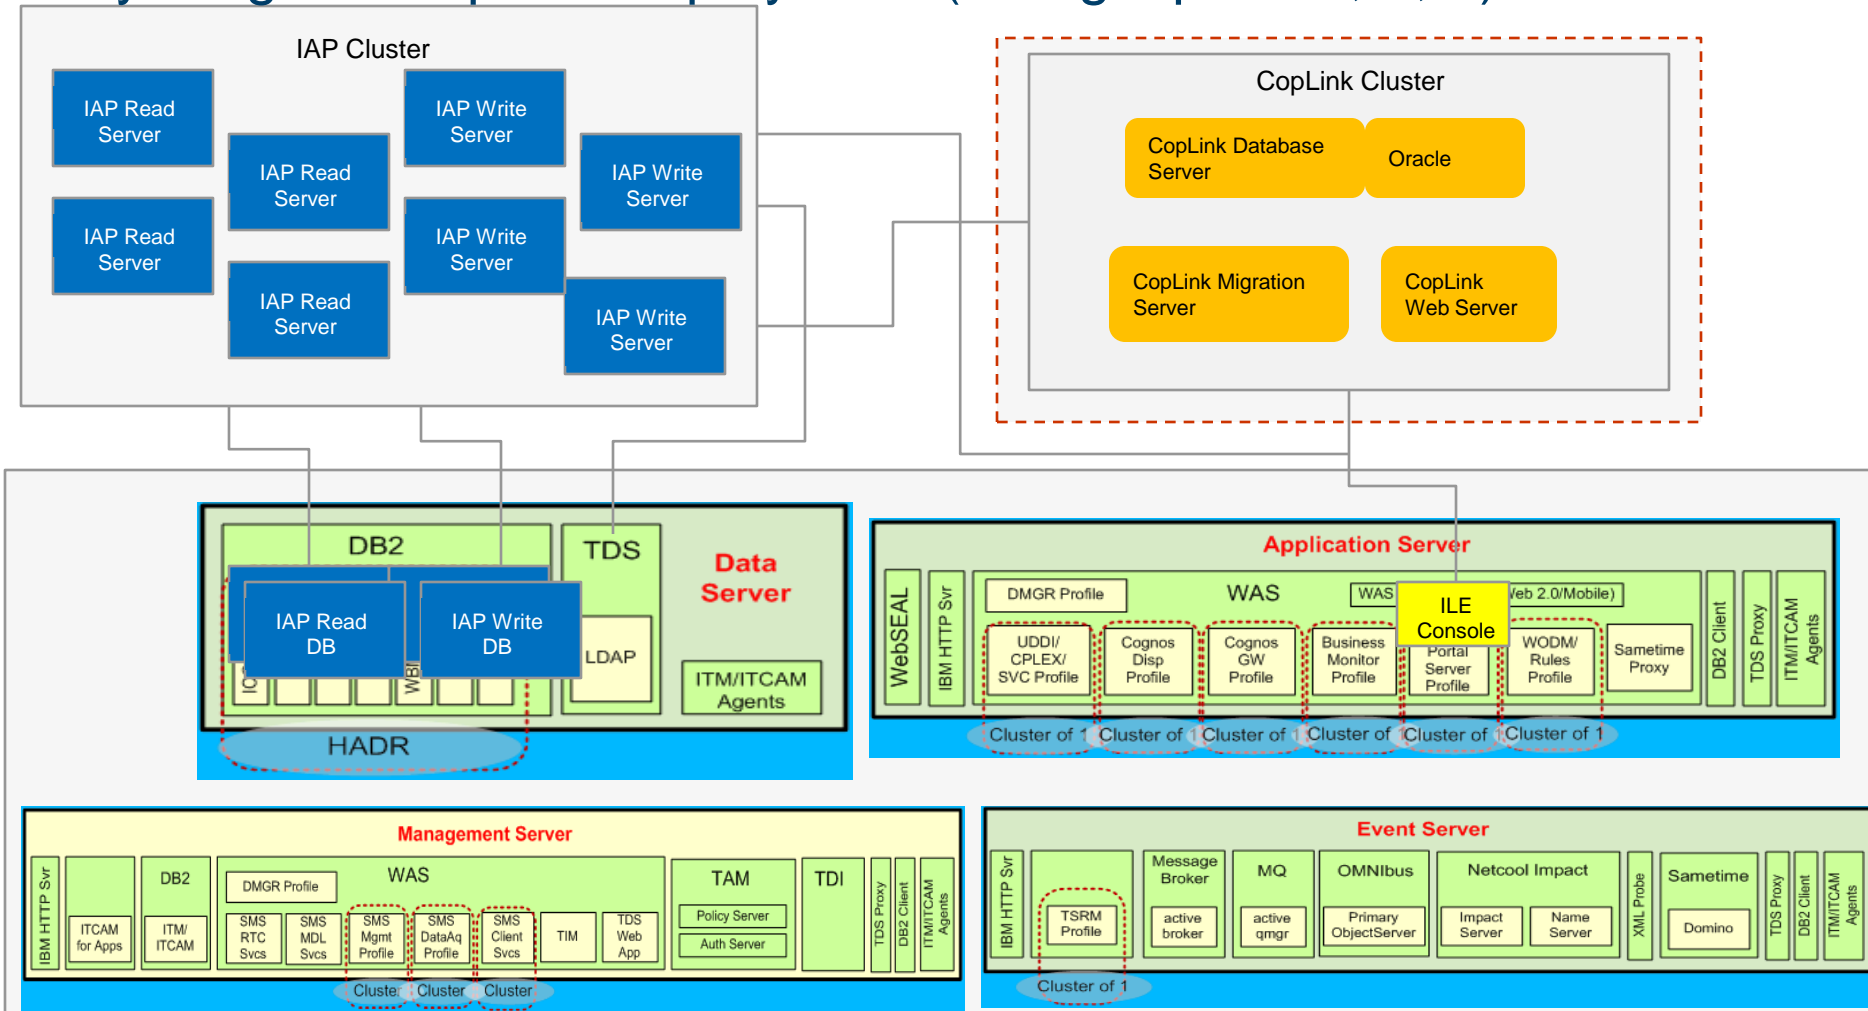 IAP Cluster
IAP Read
Server
IAP Write
Server
IAP Read
Server
IAP Write
Server
IAP Read
Server
IAP Write
Server
IAP Read
Server
IAP Write
Server
CopLink Cluster
CopLink Database
Server
Oracle
CopLink Migration
Server
CopLink
Web Server
DB2
TDS
Data
Server
IAP Read
DB
IAP Write
DB
LDAP
ITM/ITCAM
Agents
HADR
Application Server
WebSEAL
IBM HTTP Svr
DMGR Profile
WAS
WAS
Web 2.0/Mobile)
ILE
Console
UDDI/
CPLEX/
SVC Profile
Cognos
Disp
Profile
Cognos
GW
Profile
Business
Monitor
Profile
Portal
Server
Profile
WODM/
Rules
Profile
Sametime
Proxy
DB2 Client
TDS Proxy
ITM/ITCAM
Agents
Cluster of 1
Cluster of 1
Cluster of 1
Cluster of 1
Cluster of
Cluster of 1
Management Server
IBM HTTP Svr
ITCAM
for Apps
DB2
ITM/
ITCAM
DMGR Profile
WAS
SMS
RTC
Svcs
SMS
MDL
Svcs
SMS
Mgmt
Profile
SMS
DataAq
Profile
SMS
Client
Svcs
TIM
TDS
Web
App
TAM
Policy Server
Auth Server
TDI
TDS Proxy
DB2 Client
ITM/ITCAM
Agents
Cluster
Cluster
Cluster
Event Server
IBM HTTP Svr
TSRM
Profile
Message
Broker
active
broker
MQ
active
qmgr
OMNIbus
Primary
ObjectServer
Netcool Impact
Impact
Server
Name
Server
XML Probe
Sametime
Domino
TDS Proxy
DB2 Client
ITM/ITCAM
Agents
Cluster of 1